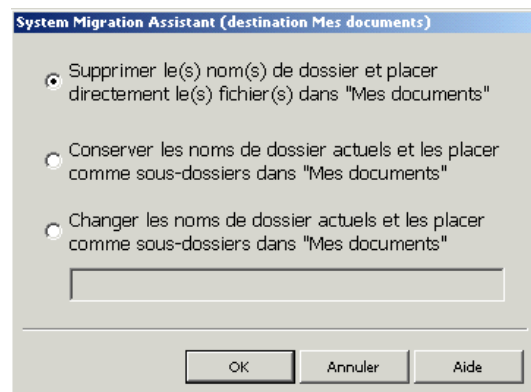 System Migration Assistant (destination Mes documents)
Supprimer le(s) nom(s) de dossier et placer
directement le(s) fichier(s) dans "Mes documents"
Conserver les noms de dossier actuels et les placer
comme sous-dossiers dans "Mes documents"
Changer les noms de dossier actuels et les placer
comme sous-dossiers dans "Mes documents"
OK
Annuler
Aide